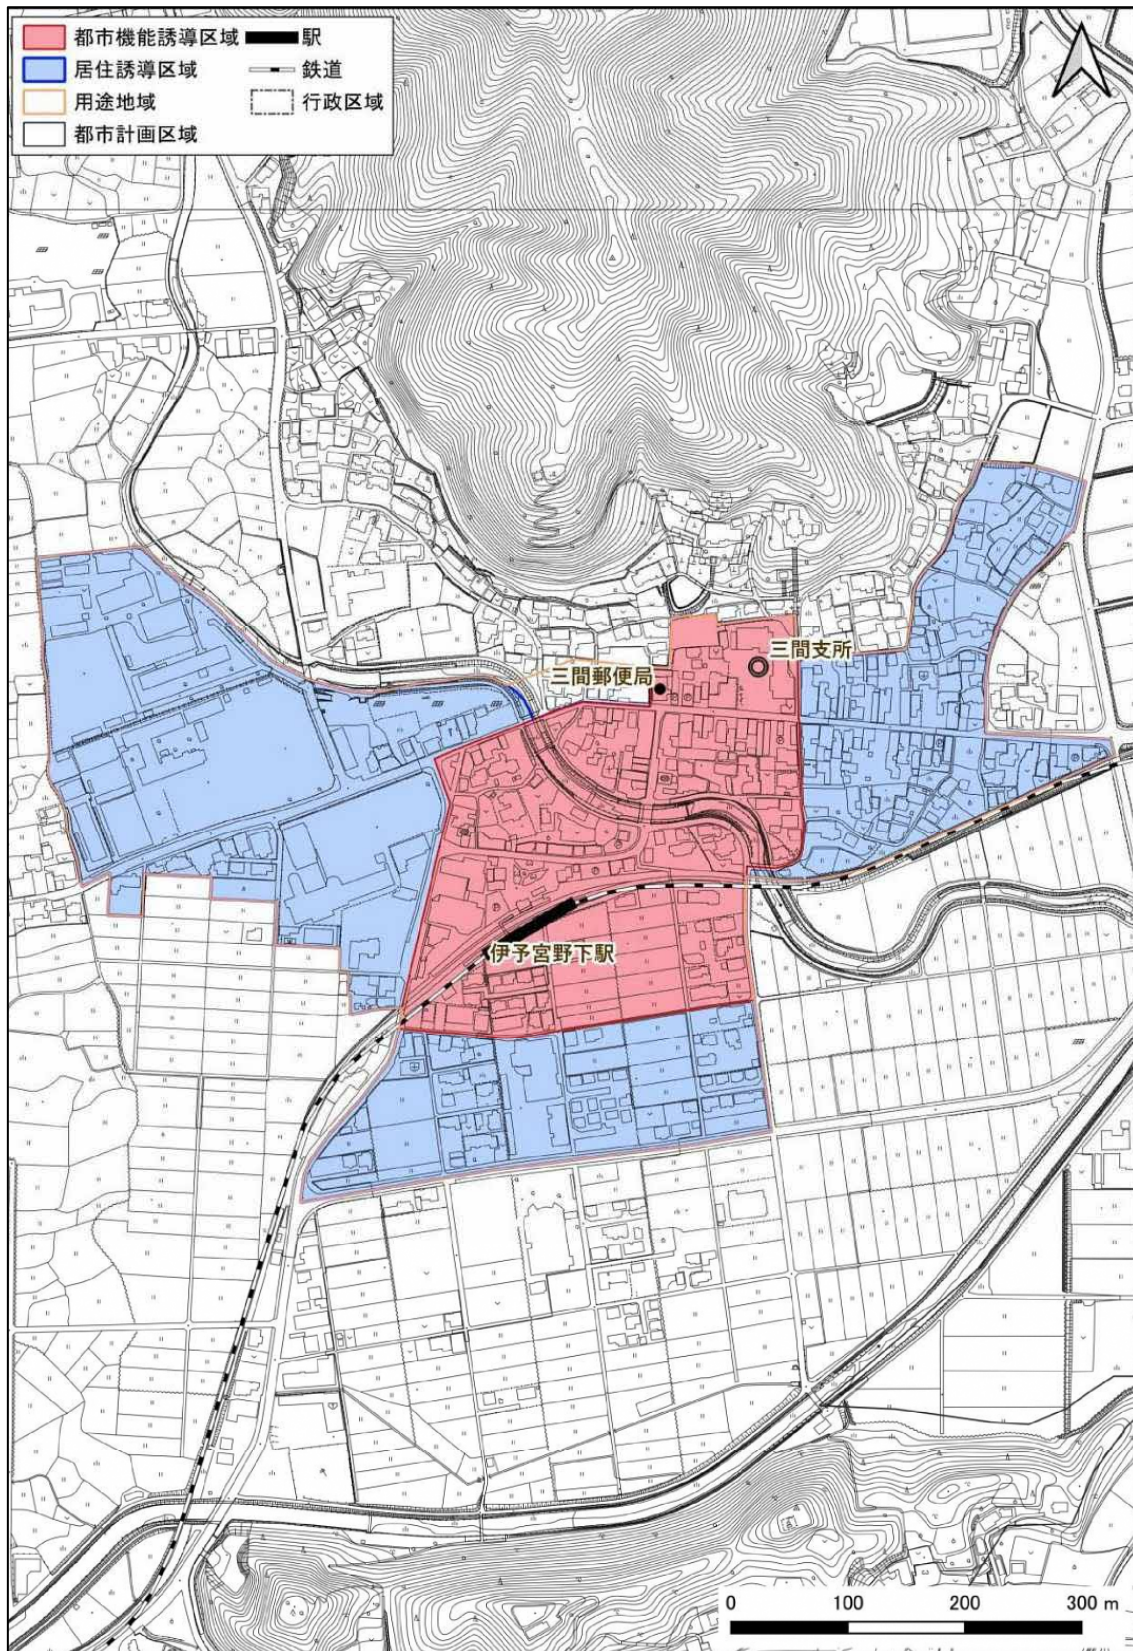 都市機能誘導区域 駅
居住誘導区域 鉄道
用途地域 行政区域
都市計画区域
三間支所
三間郵便局
伊予宮野下駅
0 100 200 300 m